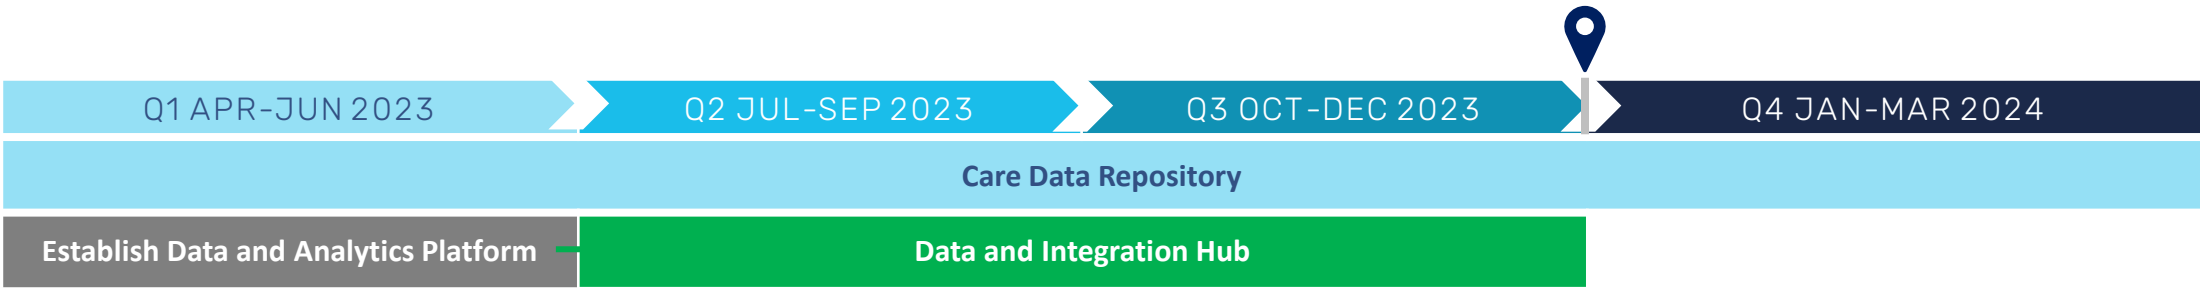 Q1 APR-JUN 2023
Q2 JUL-SEP 2023
Q3 OCT-DEC 2023
Q4 JAN-MAR 2024
Care Data Repository
Establish Data and Analytics Platform
Data and Integration Hub